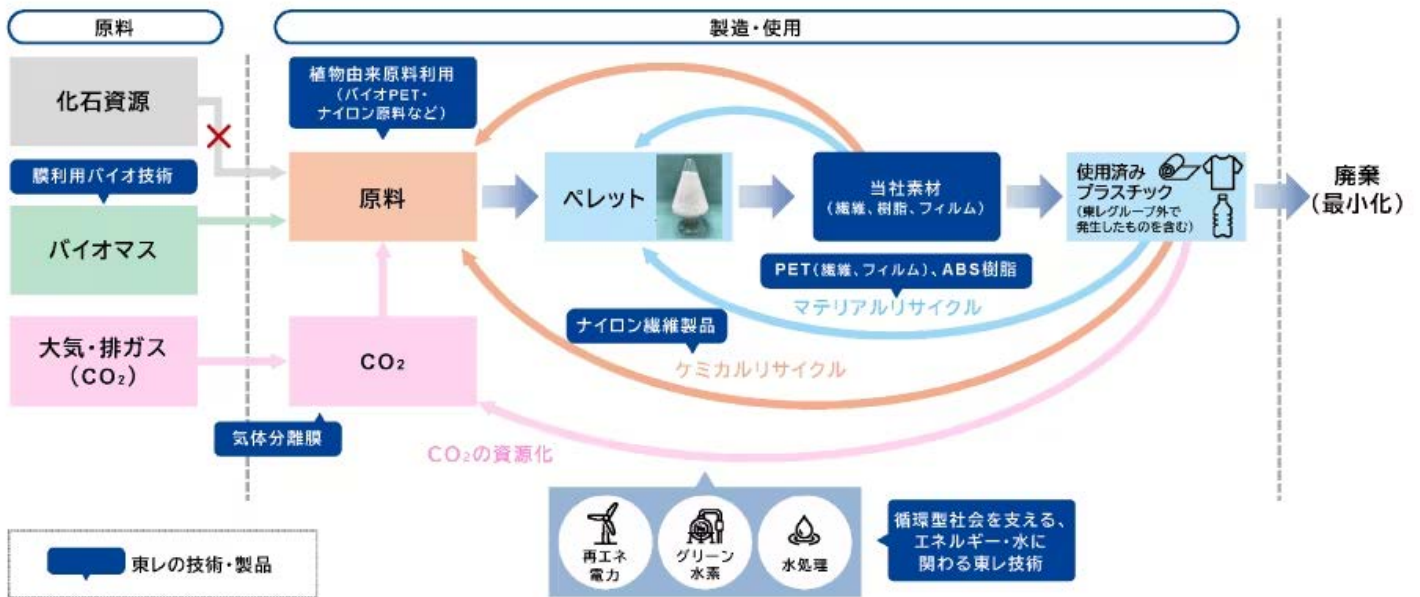 原料
製造・使用
化石資源
植物由来原料利用
(バイオPET・
ナイロン原料など)
膜利用バイオ技術
原料
ペレット
当社素材
(繊維、樹脂、フィルム)
使用済み
プラスチック
(東レグループ外で
発生したものを含む)
廃棄
(最小化)
バイオマス
PET(繊維、フィルム)、ABS樹脂
マテリアルリサイクル
ナイロン繊維製品
ケミカルリサイクル
大気・排ガス
(CO₂)
CO₂
気体分離膜
CO₂の資源化
再エネ
電力
グリーン
水素
水処理
循環型社会を支える、
エネルギー・水に
関わる東レ技術
東レの技術・製品